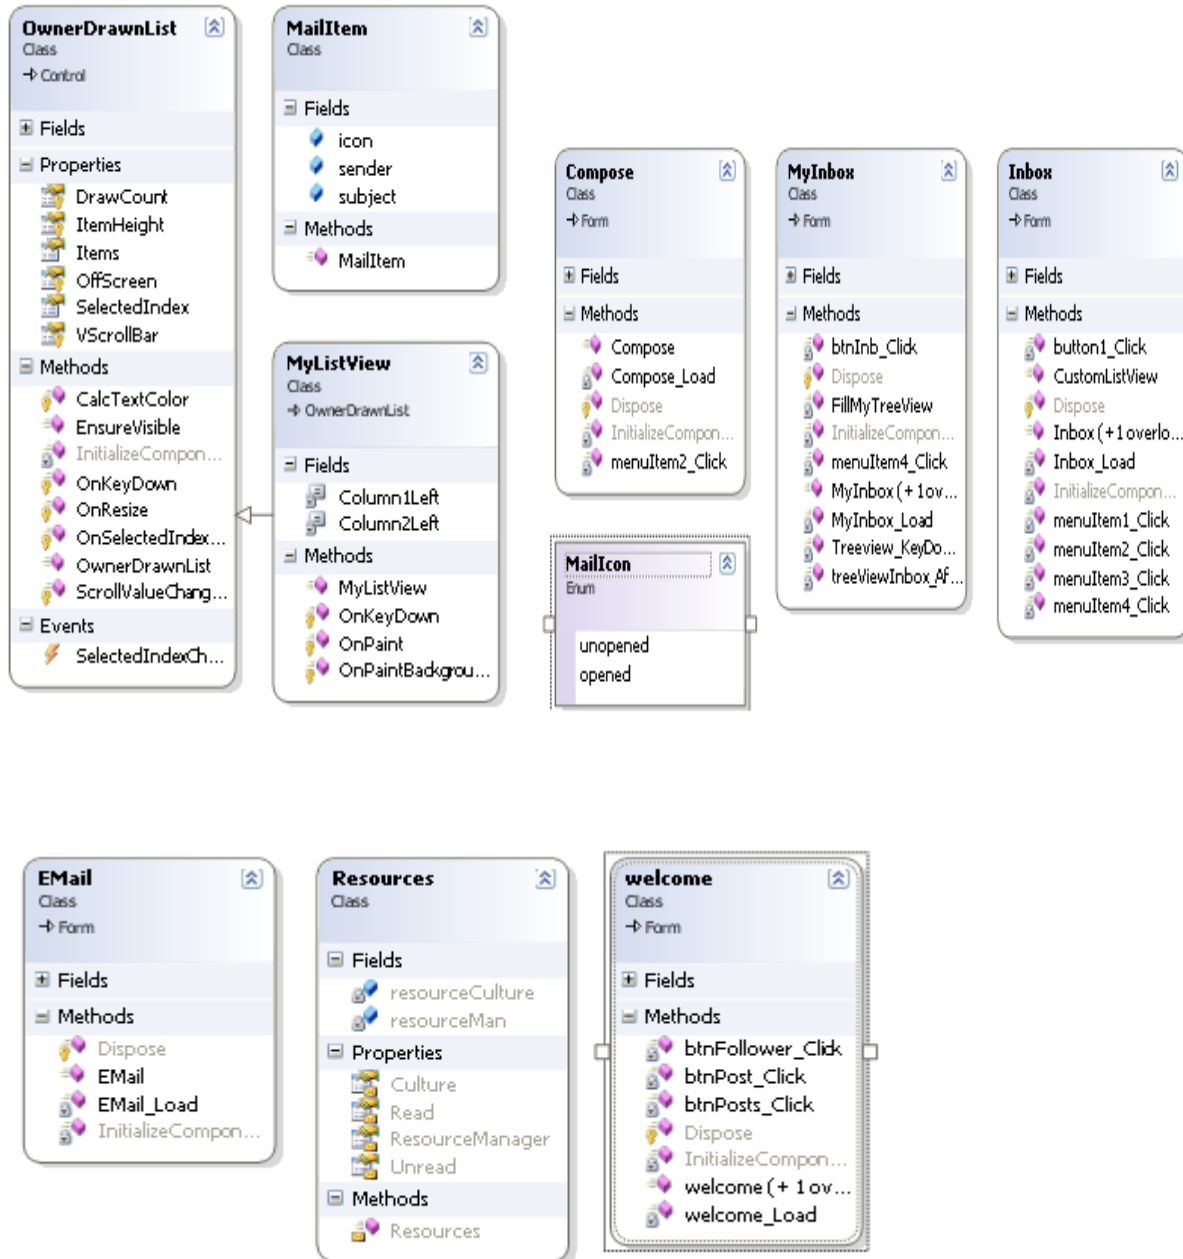 OwnerDrawnList
Class
Control
Fields
Properties
DrawCount
ItemHeight
Items
OffScreen
SelectedIndex
VScrollBar
Methods
CalcTextColor
EnsureVisible
InitializeCompon...
OnKeyDown
OnResize
OnSelectedIndex...
OwnerDrawnList
ScrollValueChang...
Events
SelectedIndexCh...
MailItem
Class
Fields
icon
sender
subject
Methods
MailItem
MyListView
Class
OwnerDrawnList
Fields
Column1Left
Column2Left
Methods
MyListView
OnKeyDown
OnPaint
OnPaintBackgrou...
Compose
Class
Form
Fields
Methods
Compose
Compose_Load
Dispose
InitializeCompon...
menuItem2_Click
MailIcon
Enum
unopened
opened
MyInbox
Class
Form
Fields
Methods
btnInb_Click
Dispose
FillMyTreeView
InitializeCompon...
menuItem4_Click
MyInbox (+ 1 ov...
MyInbox_Load
Treeview_KeyDo...
treeViewInbox_Af...
Inbox
Class
Form
Fields
Methods
button1_Click
CustomListView
Dispose
Inbox (+ 1 overlo...
Inbox_Load
InitializeCompon...
menuItem1_Click
menuItem2_Click
menuItem3_Click
menuItem4_Click
EMail
Class
Form
Fields
Methods
Dispose
EMail
EMail_Load
InitializeCompon...
Resources
Class
Fields
resourceCulture
resourceMan
Properties
Culture
Read
ResourceManager
Unread
Methods
Resources
welcome
Class
Form
Fields
Methods
btnFollower_Click
btnPost_Click
btnPosts_Click
Dispose
InitializeCompon...
welcome (+ 1 ov...
welcome_Load